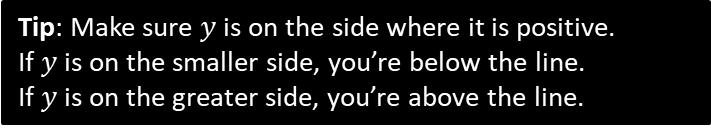 Tip: Make sure y is on the side where it is positive.
If y is on the smaller side, you’re below the line.
If y is on the greater side, you’re above the line.